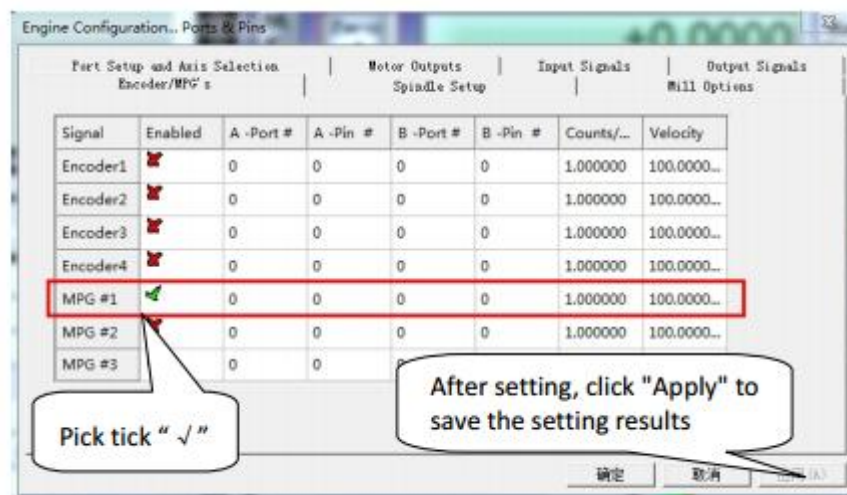 Engine Configuration... Ports & Pins
+0.0000
Port Setup and Axis Selection Motor Outputs Input Signals Output Signals
Encoder/MPG's Spindle Setup Mill Options
Signal Enabled A -Port # A -Pin # B -Port # B -Pin # Counts/... Velocity
Encoder1 0 0 0 0 1.000000 100.0000...
Encoder2 0 0 0 0 1.000000 100.0000...
Encoder3 0 0 0 0 1.000000 100.0000...
Encoder4 0 0 0 0 1.000000 100.0000...
MPG #1 0 0 0 0 1.000000 100.0000...
MPG #2 0 0 0 0 1.000000 100.0000...
MPG #3 0 0
Pick tick “ √ ”
After setting, click "Apply" to
save the setting results
确定 取消